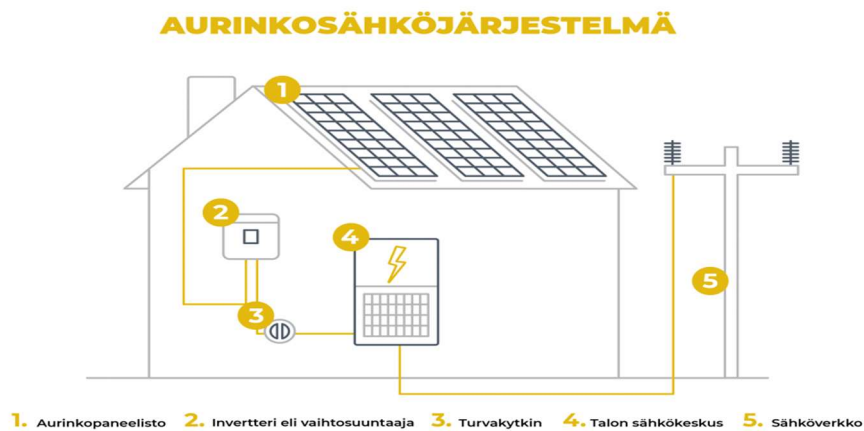 AURINKOSÄHKÖJÄRJESTELMÄ
1
2
4
3
5
1. Aurinkopaneelisto 2. Invertteri eli vaihtosuuntaaja 3. Turvakytkin 4. Talon sähkökeskus 5. Sähköverkko